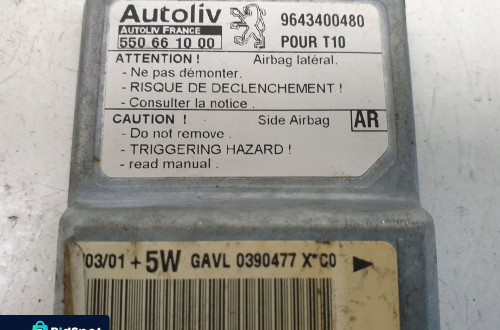 Autoliv
AUTOLIV FRANCE
550 66 10 00
9643400480
POUR T10
ATTENTION ! Airbag latéral.
- Ne pas démonter.
- RISQUE DE DECLENCHEMENT !
- Consulter la notice .
CAUTION ! Side Airbag AR
- Do not remove .
- TRIGGERING HAZARD !
- read manual .
03/01 + 5W GAVL 0390477 X*C0